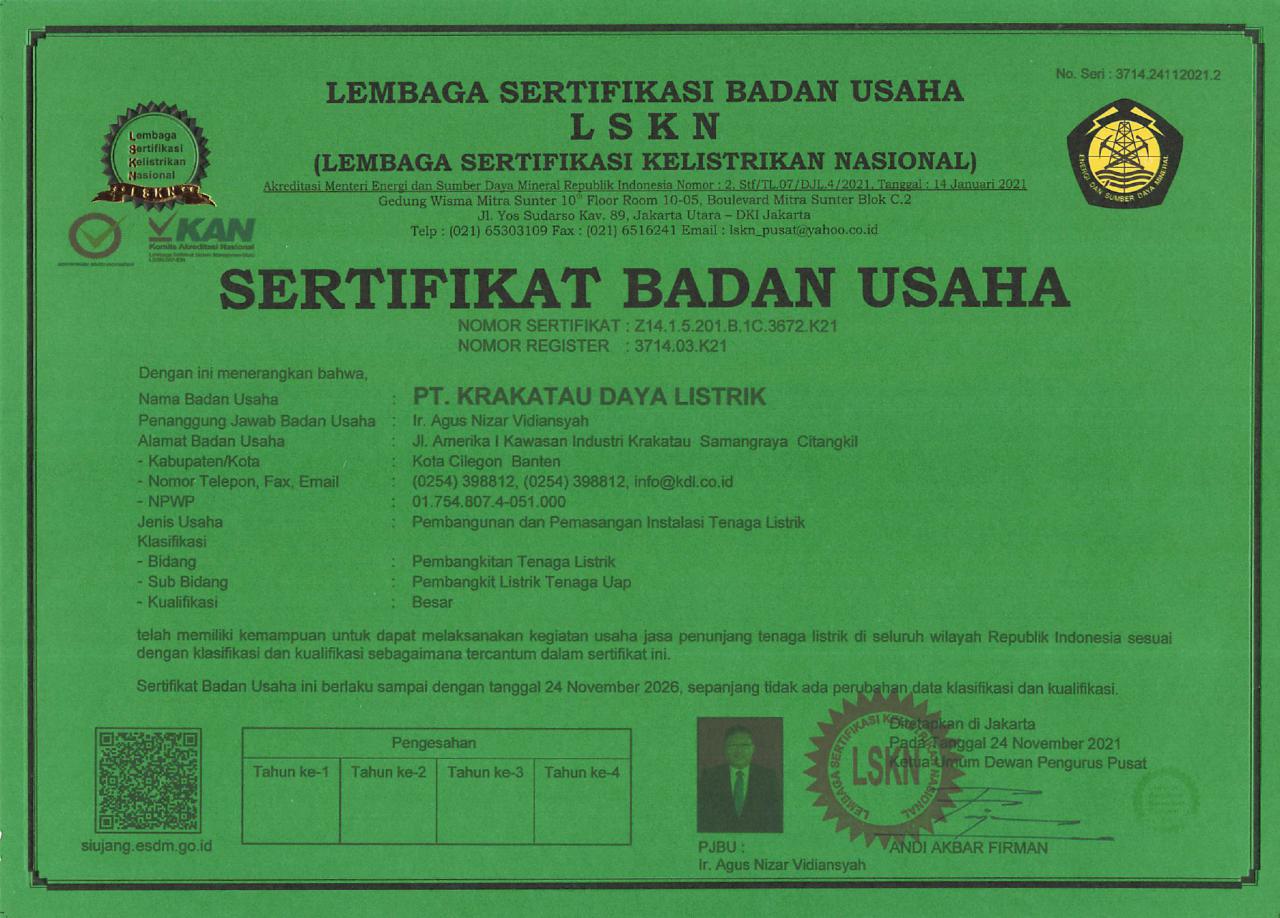 No. Seri : 3714.24112021.2
LEMBAGA SERTIFIKASI BADAN USAHA
L S K N
(LEMBAGA SERTIFIKASI KELISTRIKAN NASIONAL)
Akreditasi Menteri Energi dan Sumber Daya Mineral Republik Indonesia Nomor : 2. Stf/TL.07/DJL.4/2021. Tanggal : 14 Januari 2021
Gedung Wisma Mitra Sunter 10th Floor Room 10-05, Boulevard Mitra Sunter Blok C.2
Jl. Yos Sudarso Kav. 89, Jakarta Utara – DKI Jakarta
Telp : (021) 65303109 Fax : (021) 6516241 Email : lskn_pusat@yahoo.co.id
Lembaga
Sertifikasi
Kelistrikan
Nasional
LSKN
KAN
Komite Akreditasi Nasional
ENERGI DAN SUMBER DAYA MINERAL
SERTIFIKAT BADAN USAHA
NOMOR SERTIFIKAT : Z14.1.5.201.B.1C.3672.K21
NOMOR REGISTER : 3714.03.K21
Dengan ini menerangkan bahwa,
Nama Badan Usaha : PT. KRAKATAU DAYA LISTRIK
Penanggung Jawab Badan Usaha : Ir. Agus Nizar Vidiansyah
Alamat Badan Usaha : Jl. Amerika I Kawasan Industri Krakatau Samangraya Citangkil
- Kabupaten/Kota : Kota Cilegon Banten
- Nomor Telepon, Fax, Email : (0254) 398812, (0254) 398812, info@kdl.co.id
- NPWP : 01.754.807.4-051.000
Jenis Usaha : Pembangunan dan Pemasangan Instalasi Tenaga Listrik
Klasifikasi
- Bidang : Pembangkitan Tenaga Listrik
- Sub Bidang : Pembangkit Listrik Tenaga Uap
- Kualifikasi : Besar
telah memiliki kemampuan untuk dapat melaksanakan kegiatan usaha jasa penunjang tenaga listrik di seluruh wilayah Republik Indonesia sesuai
dengan klasifikasi dan kualifikasi sebagaimana tercantum dalam sertifikat ini.
Sertifikat Badan Usaha ini berlaku sampai dengan tanggal 24 November 2026, sepanjang tidak ada perubahan data klasifikasi dan kualifikasi.
siujang.esdm.go.id
Pengesahan
Tahun ke-1 Tahun ke-2 Tahun ke-3 Tahun ke-4
PJBU :
Ir. Agus Nizar Vidiansyah
LEMBAGA SERTIFIKASI KELISTRIKAN NASIONAL
LSKN
Ditetapkan di Jakarta
Pada Tanggal 24 November 2021
Ketua Umum Dewan Pengurus Pusat
ANDI AKBAR FIRMAN